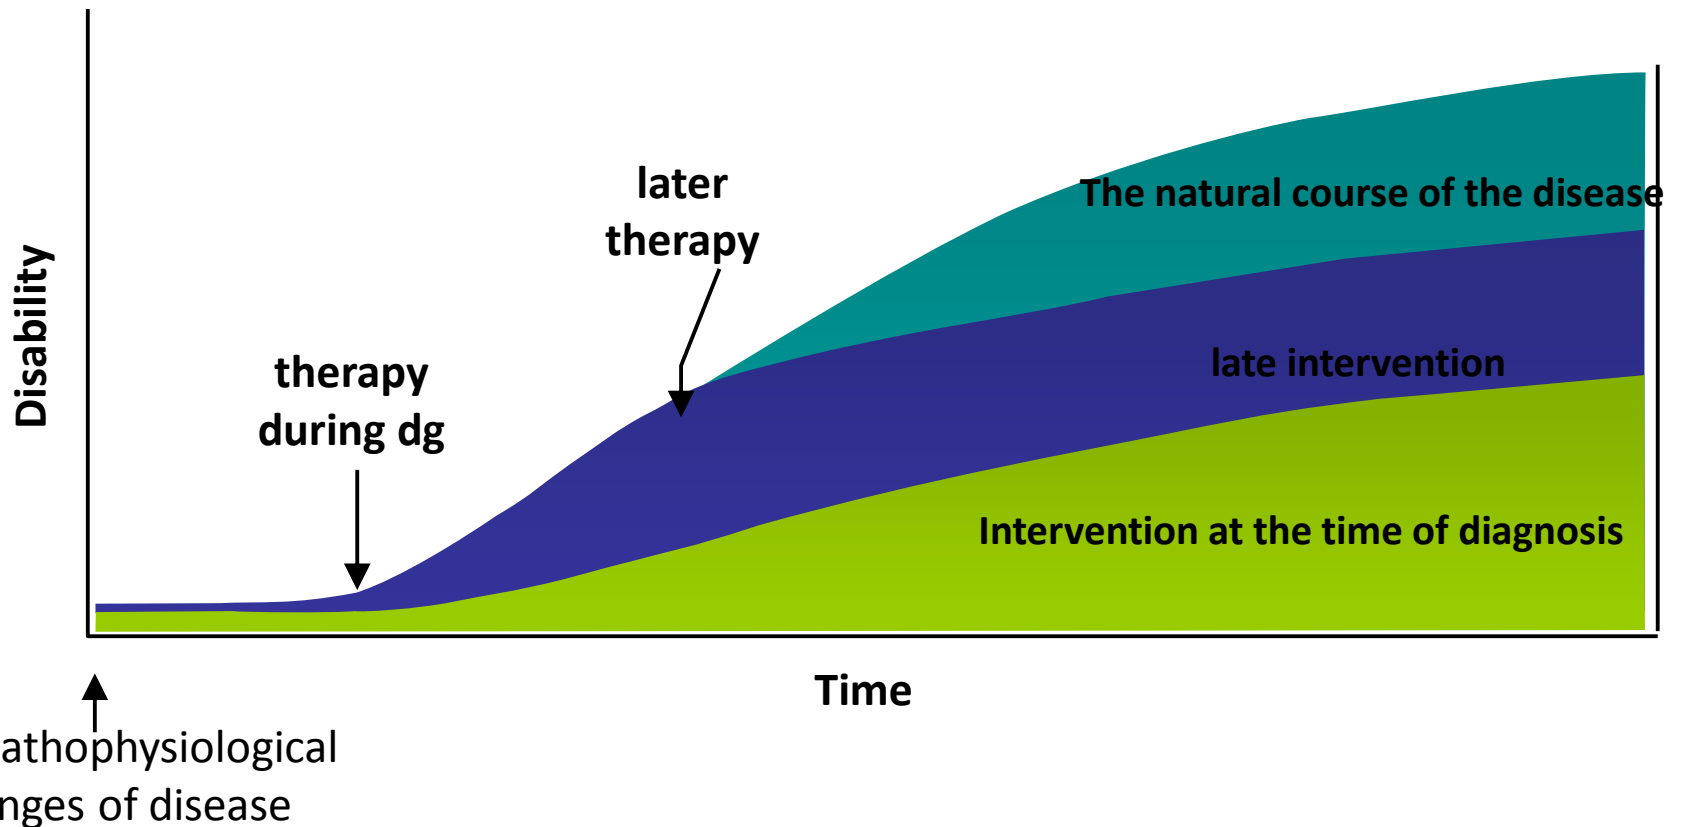 later
therapy
The natural course of the disease
Disability
therapy
during dg
late intervention
Intervention at the time of diagnosis
Time
athophysiological
nges of disease